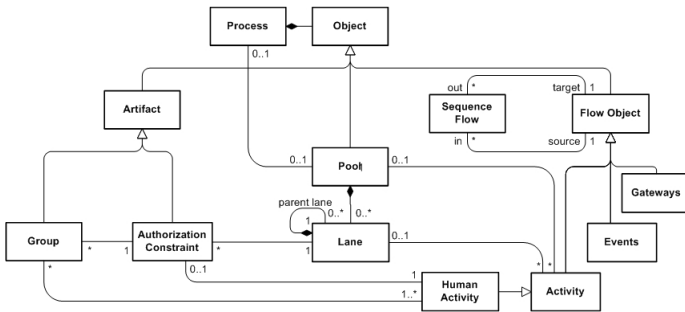 Process
Object
0..1
Artifact
out
*
target
1
Sequence
Flow
Flow Object
in
*
source
1
0..1
Pool
0..1
Gateways
parent lane
0..*
0..*
1
Group
*
1
Authorization
Constraint
*
1
Lane
0..1
Events
*
0..1
1
*
*
*
1..*
Human
Activity
Activity